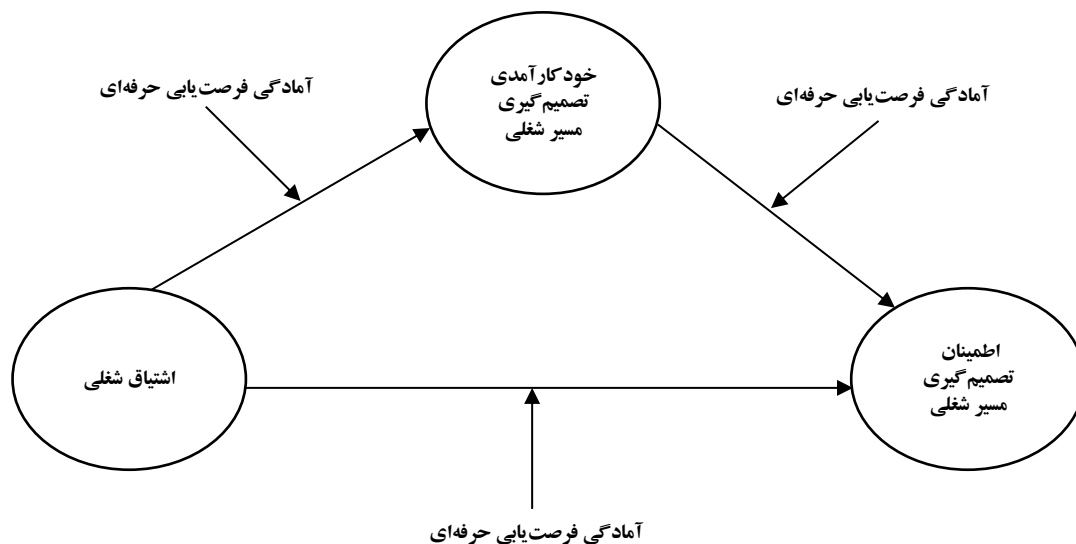 خودکارآمدی
تصمیم‌گیری
مسیر شغلی
آمادگی فرصت‌یابی حرفه‌ای
آمادگی فرصت‌یابی حرفه‌ای
اطمینان
تصمیم‌گیری
مسیر شغلی
اشتیاق شغلی
آمادگی فرصت‌یابی حرفه‌ای